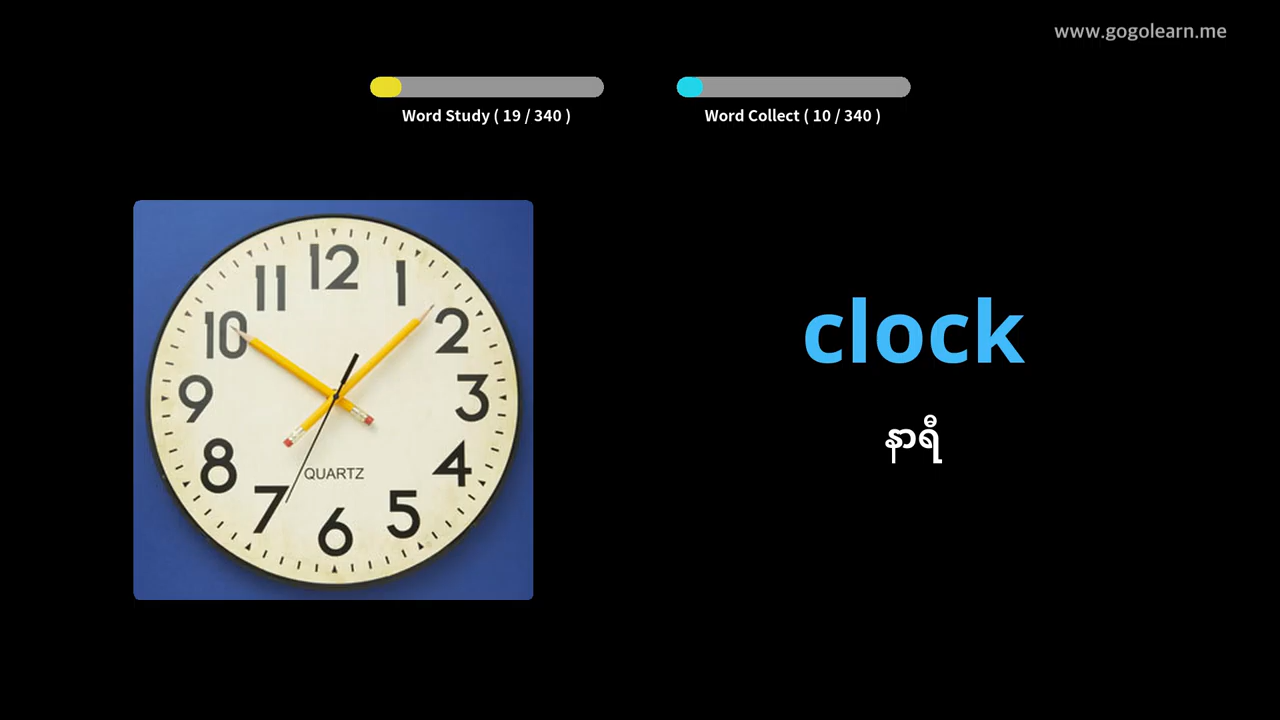 www.gogolearn.me
Word Study ( 19 / 340 )
Word Collect ( 10 / 340 )
12
11
1
10
2
9
3
8
4
QUARTZ
7
5
6
clock
နာရီ